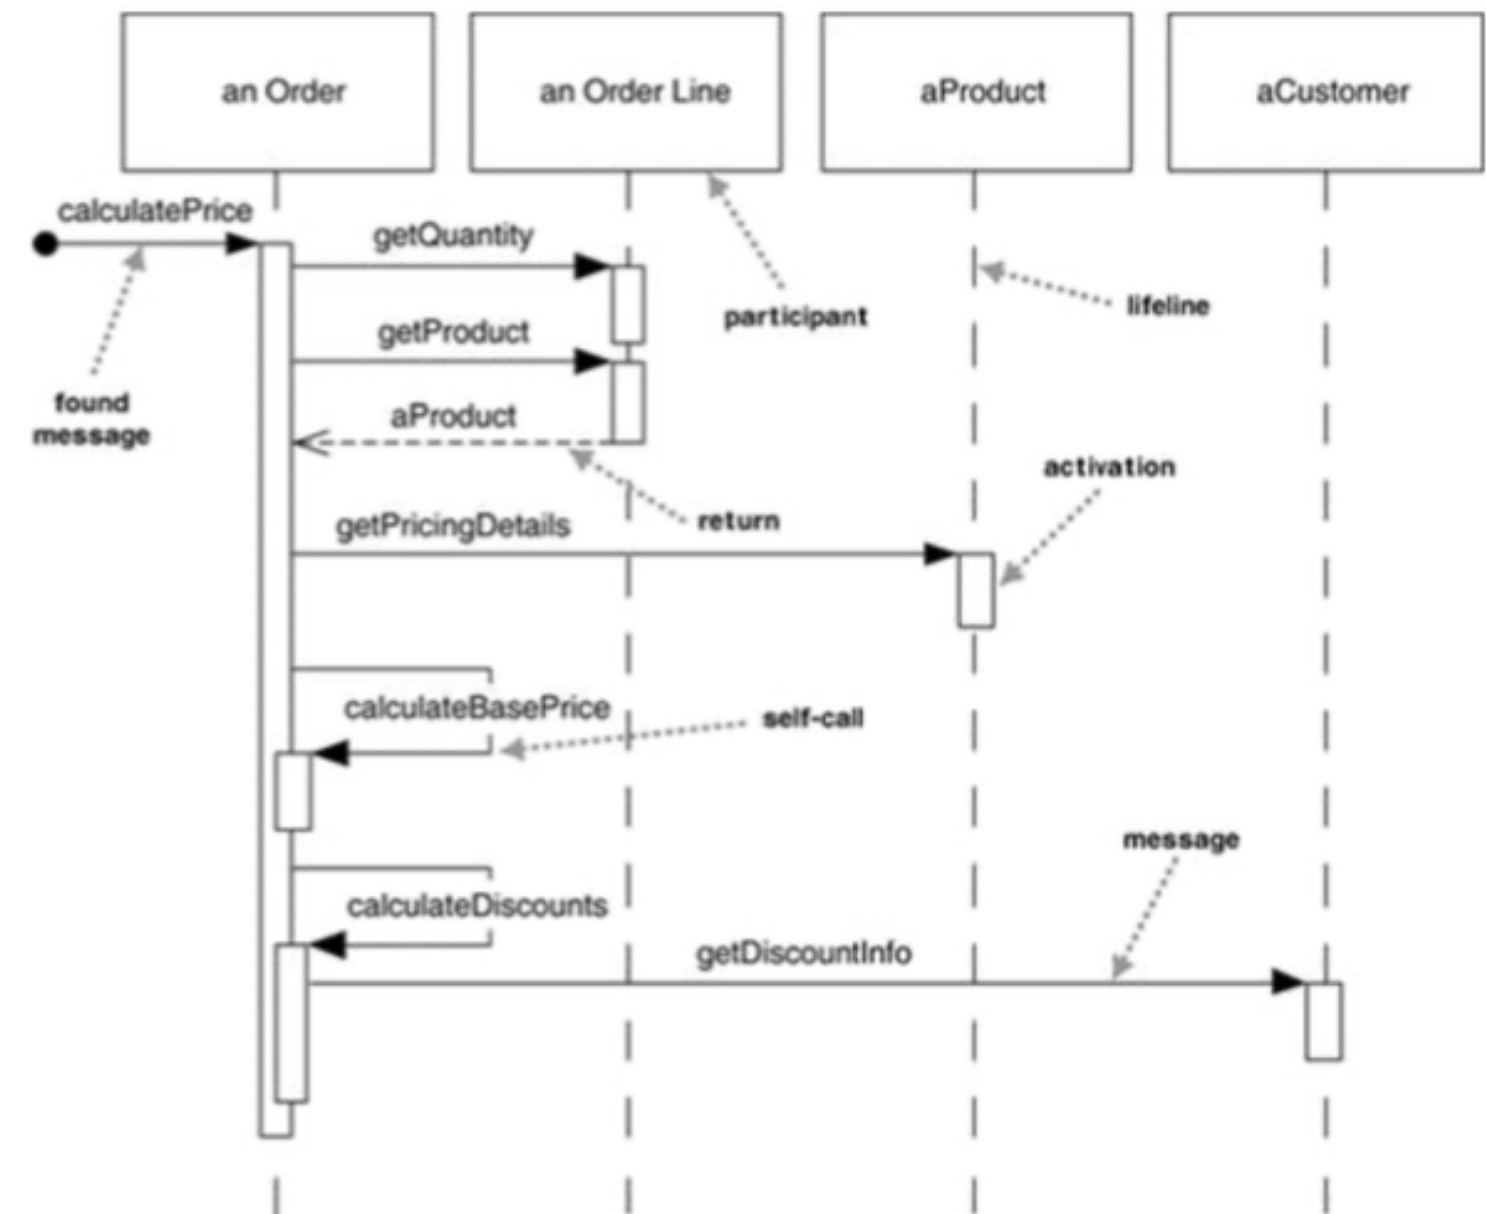 an Order
an Order Line
aProduct
aCustomer
calculatePrice
getQuantity
participant
lifeline
getProduct
found
message
aProduct
activation
return
getPricingDetails
calculateBasePrice
self-call
message
calculateDiscounts
getDiscountInfo